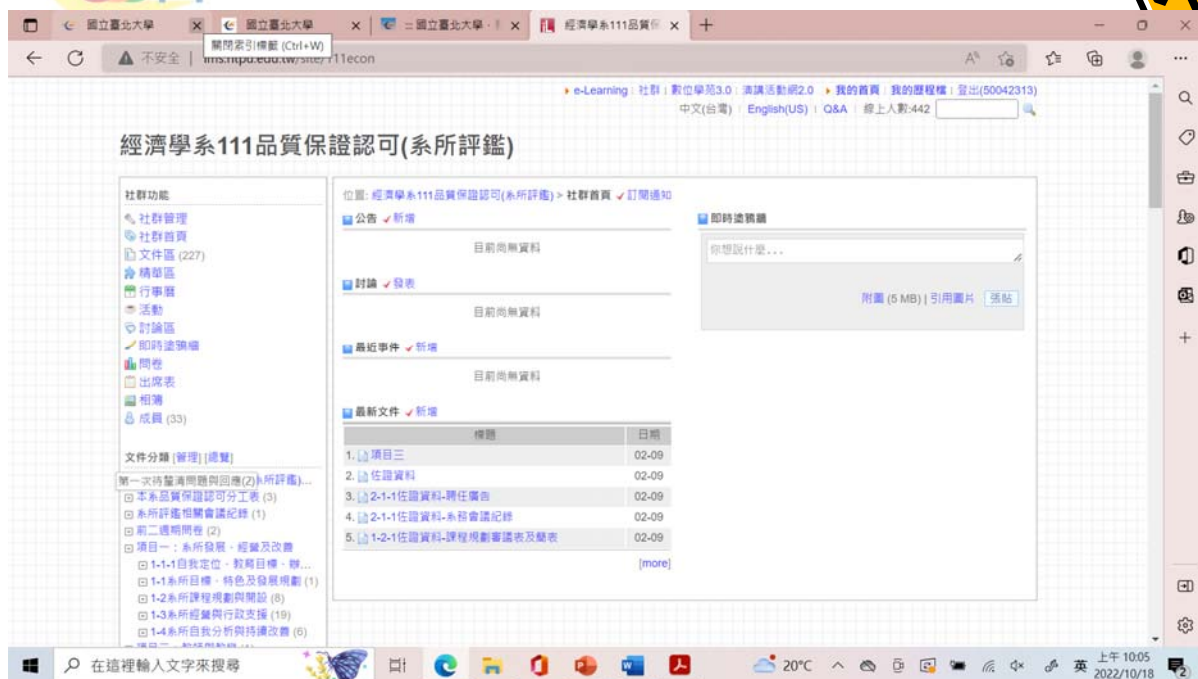 國立臺北大學
國立臺北大學
經濟學系111品質
關閉索引標籤 (Ctrl+W)
不安全
lms.ntpu.edu.tw/site/111econ
e-Learning | 社群 | 數位學苑3.0 | 演講活動網2.0 我的首頁 | 我的歷程檔 | 登出(50042313)
中文(台灣) | English(US) | Q&A | 線上人數:442
經濟學系111品質保證認可(系所評鑑)
社群功能
社群管理
社群首頁
文件區 (227)
精華區
行事曆
活動
討論區
即時塗鴉牆
問卷
出席表
相簿
成員 (33)
文件分類 [管理] [總覽]
第一次待釐清問題與回應(2)
系所評鑑)...
本系品質保證認可分工表 (3)
系所評鑑相關會議紀錄 (1)
前二週期問卷 (2)
項目一：系所發展、經營及改善
1-1-1自我定位、教育目標、辦...
1-1系所目標、特色及發展規劃 (1)
1-2系所課程規劃與開設 (8)
1-3系所經營與行政支援 (19)
1-4系所自我分析與持續改善 (6)
位置: 經濟學系111品質保證認可(系所評鑑) > 社群首頁 訂閱通知
公告 新增
目前尚無資料
討論 發表
目前尚無資料
最近事件 新增
目前尚無資料
最新文件 新增
標題 日期
1. 項目三 02-09
2. 佐證資料 02-09
3. 2-1-1佐證資料-聘任廣告 02-09
4. 2-1-1佐證資料-系務會議紀錄 02-09
5. 1-2-1佐證資料-課程規劃審議表及簡表 02-09
[more]
即時塗鴉牆
你想說什麼...
附圖 (5 MB) | 引用圖片 張貼
在這裡輸入文字來搜尋
20°C
英
上午 10:05
2022/10/18